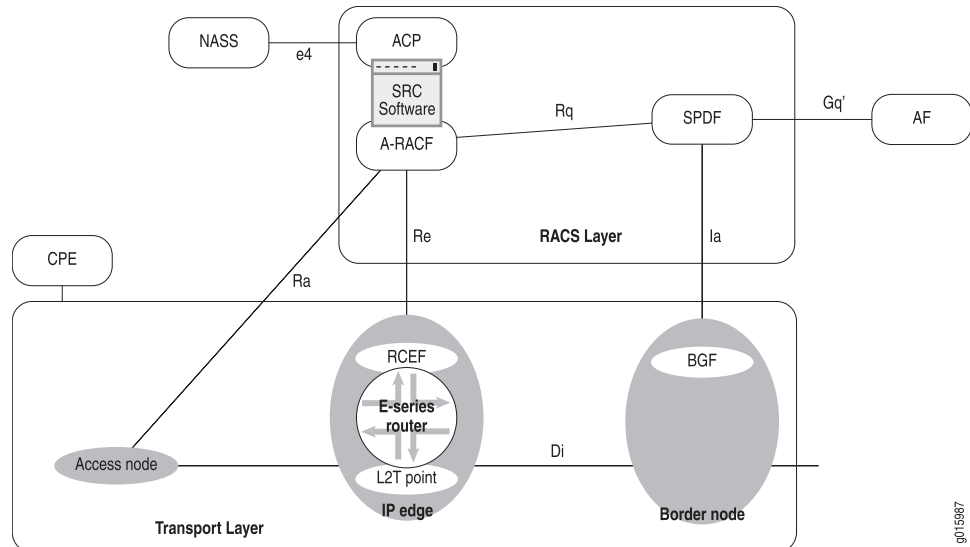 NASS
e4
ACP
SRC
Software
A-RACF
Rq
SPDF
Gq'
AF
Re
RACS Layer
Ia
CPE
Ra
RCEF
E-series
router
BGF
Access node
L2T point
Di
IP edge
Border node
Transport Layer
g015987